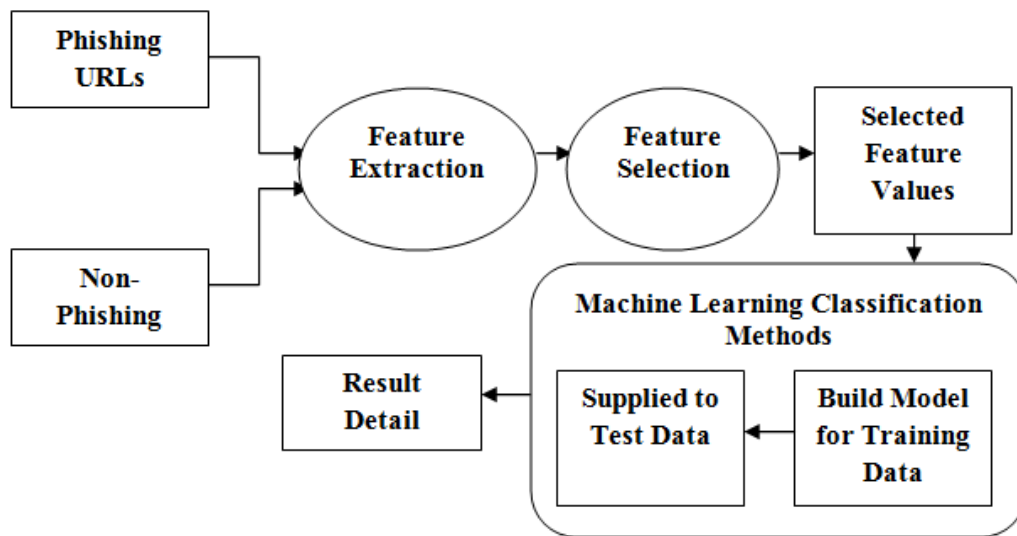 Phishing
URLs
Feature
Extraction
Feature
Selection
Selected
Feature
Values
Non-
Phishing
Machine Learning Classification
Methods
Result
Detail
Supplied to
Test Data
Build Model
for Training
Data